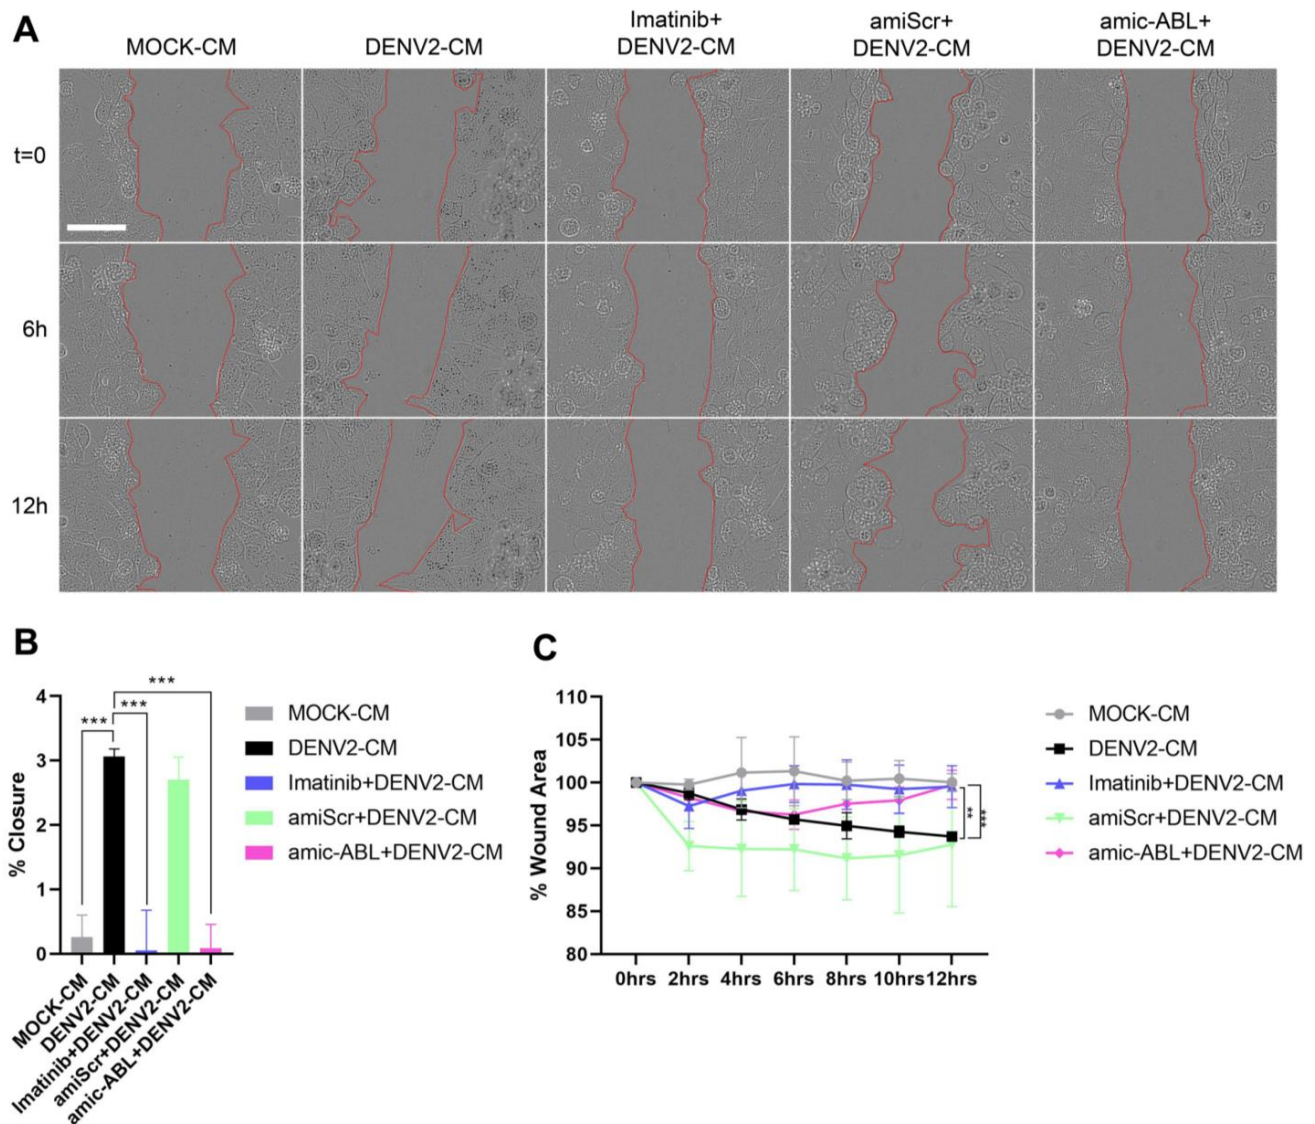 A
MOCK-CM
DENV2-CM
Imatinib+
DENV2-CM
amiScr+
DENV2-CM
amic-ABL+
DENV2-CM
t=0
6h
12h
B
% Closure
4
3
2
1
0
***
***
***
MOCK-CM
DENV2-CM
Imatinib+DENV2-CM
amiScr+DENV2-CM
amic-ABL+DENV2-CM
MOCK-CM
DENV2-CM
Imatinib+DENV2-CM
amiScr+DENV2-CM
amic-ABL+DENV2-CM
C
% Wound Area
110
105
100
95
90
85
80
0hrs 2hrs 4hrs 6hrs 8hrs 10hrs 12hrs
**
***
MOCK-CM
DENV2-CM
Imatinib+DENV2-CM
amiScr+DENV2-CM
amic-ABL+DENV2-CM